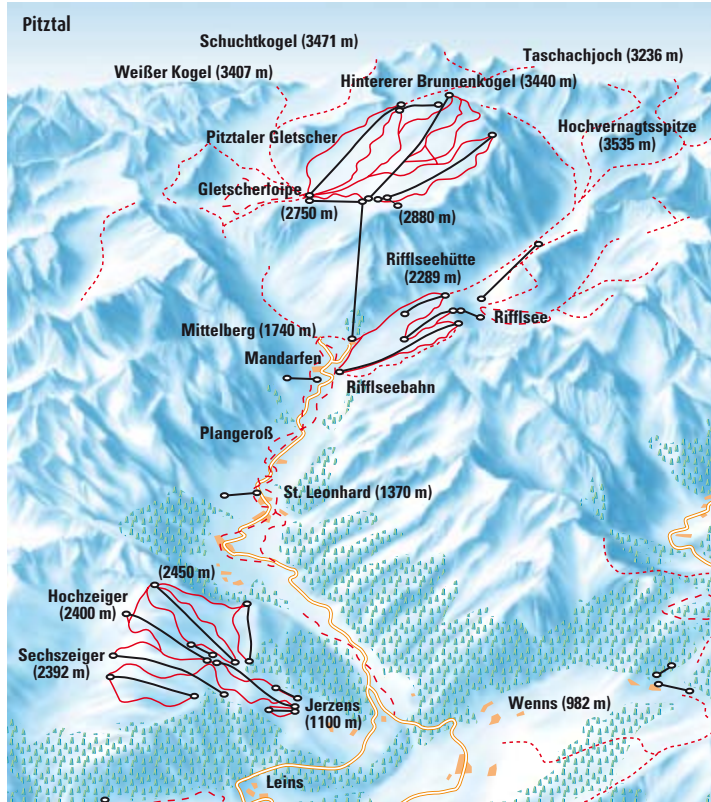 Pitztal
Schuchtkogel (3471 m)
Taschachjoch (3236 m)
Weißer Kogel (3407 m)
Hintererer Brunnenkogel (3440 m)
Pitztaler Gletscher
Hochvernagtsspitze
(3535 m)
Gletscherloipe
(2750 m)
(2880 m)
Rifflseehütte
(2289 m)
Mittelberg (1740 m)
Rifflsee
Mandarfen
Rifflseebahn
Plangeroß
St. Leonhard (1370 m)
(2450 m)
Hochzeiger
(2400 m)
Sechszeiger
(2392 m)
Jerzens
(1100 m)
Wenns (982 m)
Leins